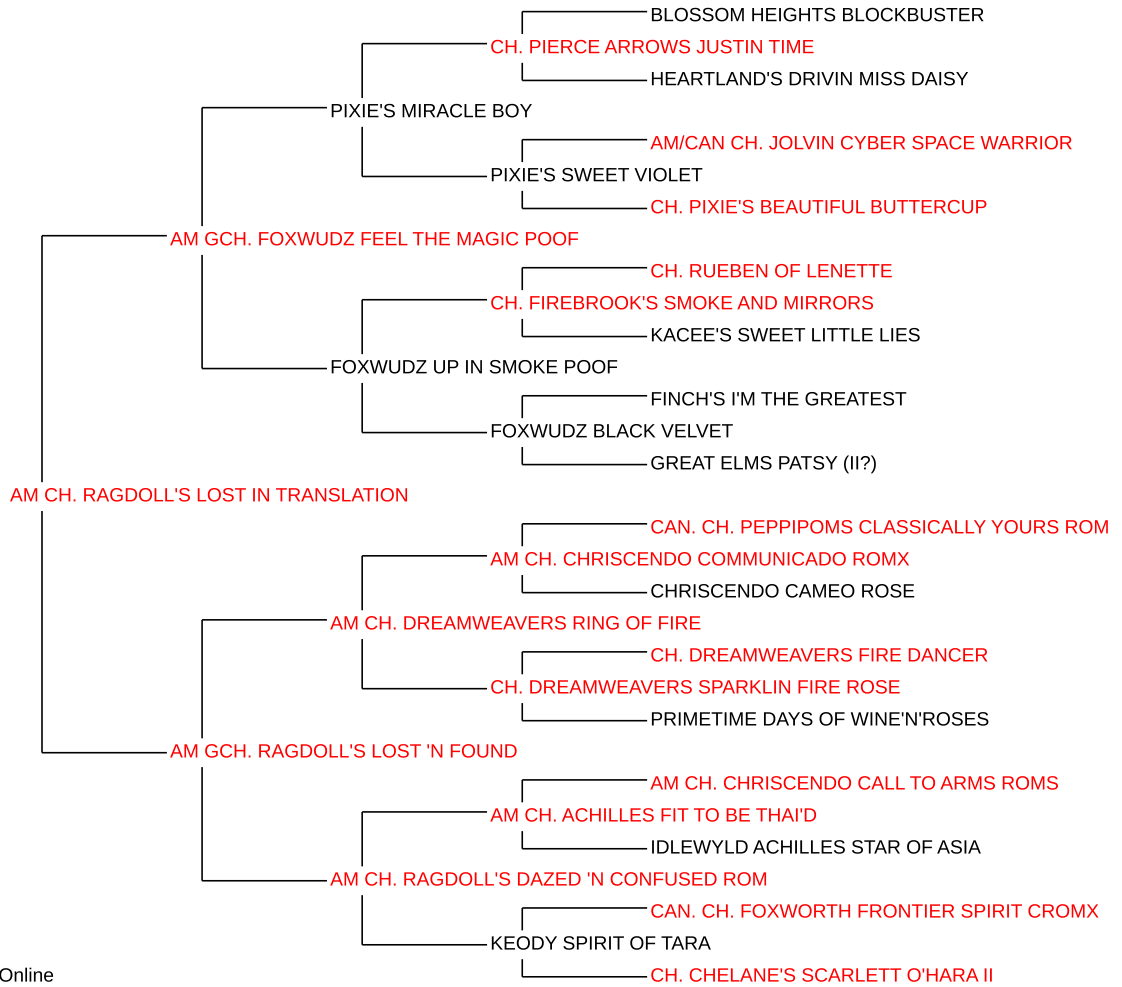 BLOSSOM HEIGHTS BLOCKBUSTER
CH. PIERCE ARROWS JUSTIN TIME
HEARTLAND'S DRIVIN MISS DAISY
PIXIE'S MIRACLE BOY
AM/CAN CH. JOLVIN CYBER SPACE WARRIOR
PIXIE'S SWEET VIOLET
CH. PIXIE'S BEAUTIFUL BUTTERCUP
AM GCH. FOXWUDZ FEEL THE MAGIC POOF
CH. RUEBEN OF LENETTE
CH. FIREBROOK'S SMOKE AND MIRRORS
KACEE'S SWEET LITTLE LIES
FOXWUDZ UP IN SMOKE POOF
FINCH'S I'M THE GREATEST
FOXWUDZ BLACK VELVET
GREAT ELMS PATSY (II?)
AM CH. RAGDOLL'S LOST IN TRANSLATION
CAN. CH. PEPPIPOMS CLASSICALLY YOURS ROM
AM CH. CHRISCENDO COMMUNICADO ROMX
CHRISCENDO CAMEO ROSE
AM CH. DREAMWEAVERS RING OF FIRE
CH. DREAMWEAVERS FIRE DANCER
CH. DREAMWEAVERS SPARKLIN FIRE ROSE
PRIMETIME DAYS OF WINE'N'ROSES
AM GCH. RAGDOLL'S LOST 'N FOUND
AM CH. CHRISCENDO CALL TO ARMS ROMS
AM CH. ACHILLES FIT TO BE THAI'D
IDLEWYLD ACHILLES STAR OF ASIA
AM CH. RAGDOLL'S DAZED 'N CONFUSED ROM
CAN. CH. FOXWORTH FRONTIER SPIRIT CROMX
KEODY SPIRIT OF TARA
CH. CHELANE'S SCARLETT O'HARA II
Online